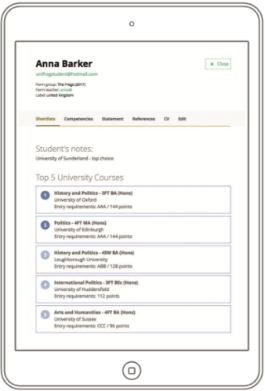 Anna Barker
unifrogstudent@hotmail.com
Close
Form group: The Frogs (2017)
Form teacher: email
Label: United Kingdom
Shortlists Competencies Statement References CV Edit
Student's notes:
University of Sunderland - top choice
Top 5 University Courses
1
History and Politics - 3FT BA (Hons)
University of Oxford
Entry requirements: AAA / 144 points
2
Politics - 4FT MA (Hons)
University of Edinburgh
Entry requirements: AAA / 144 points
3
History and Politics - 4SW BA (Hons)
Loughborough University
Entry requirements: ABB / 128 points
4
International Politics - 3FT BSc (Hons)
University of Huddersfield
Entry requirements: 112 points
5
Arts and Humanities - 4FT BA (Hons)
University of Sussex
Entry requirements: CCC / 96 points